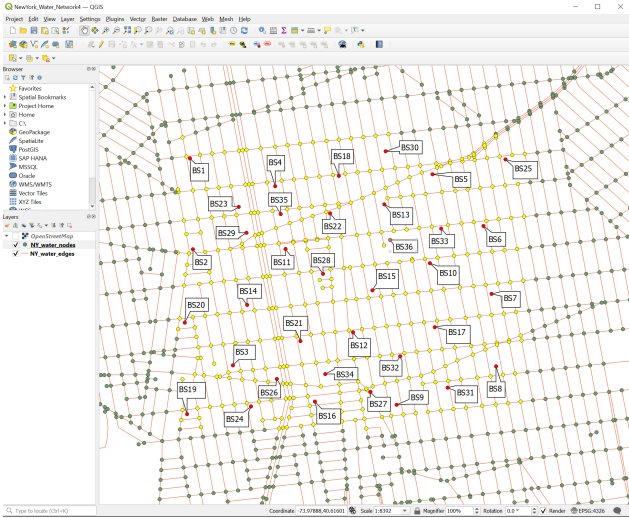 NewYork_Water_Network4 — QGIS
Project Edit View Layer Settings Plugins Vector Raster Database Web Mesh Help
Browser
Favorites
Spatial Bookmarks
Project Home
Home
C:\
GeoPackage
SpatiaLite
PostGIS
SAP HANA
MSSQL
Oracle
WMS/WMTS
Vector Tiles
XYZ Tiles
Layers
OpenStreetMap
NY_water_nodes
NY_water_edges
BS30
BS18
BS4
BS1
BS25
BS5
BS35
BS23
BS13
BS22
BS29
BS33
BS6
BS36
BS2
BS11
BS28
BS10
BS15
BS14
BS7
BS20
BS21
BS17
BS12
BS3
BS32
BS34
BS19
BS26
BS8
BS31
BS27
BS9
BS24
BS16
Type to locate (Ctrl+K)
Coordinate -73.97888,40.61601 Scale 1:8392 Magnifier 100% Rotation 0.0 ° Render EPSG:4326